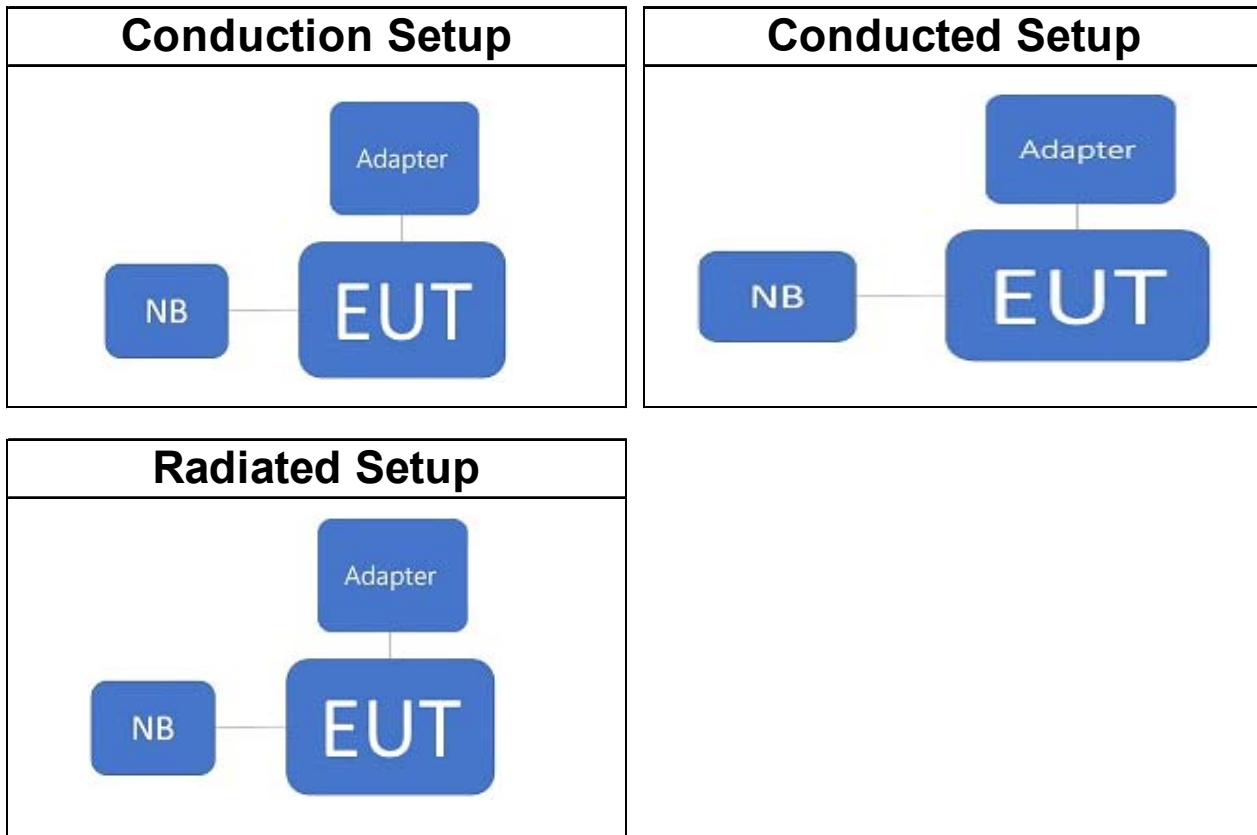 Conduction Setup
Adapter
NB
EUT
Conducted Setup
Adapter
NB
EUT
Radiated Setup
Adapter
NB
EUT